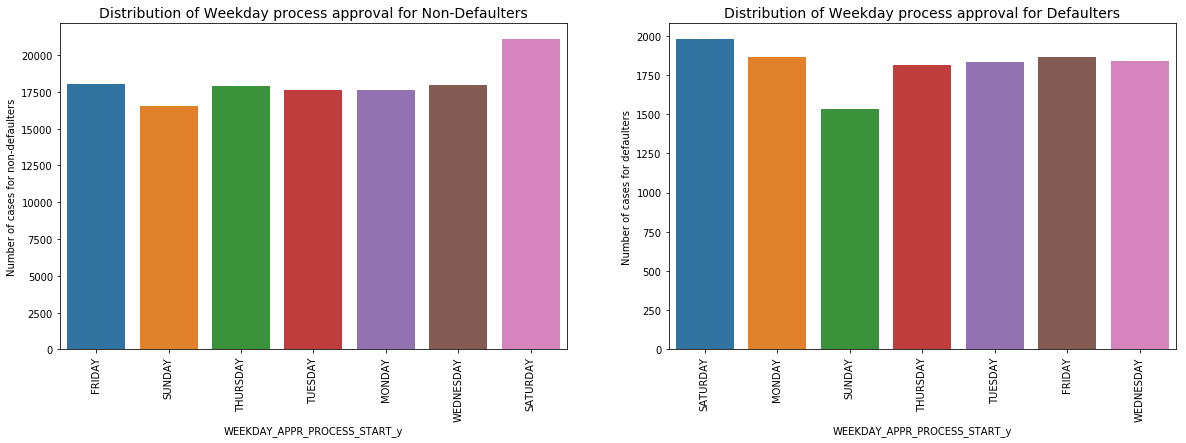 Distribution of Weekday process approval for Non-Defaulters
Number of cases for non-defaulters
20000
17500
15000
12500
10000
7500
5000
2500
0
FRIDAY
SUNDAY
THURSDAY
TUESDAY
MONDAY
WEDNESDAY
SATURDAY
WEEKDAY_APPR_PROCESS_START_y
Distribution of Weekday process approval for Defaulters
Number of cases for defaulters
2000
1750
1500
1250
1000
750
500
250
0
SATURDAY
MONDAY
SUNDAY
THURSDAY
TUESDAY
FRIDAY
WEDNESDAY
WEEKDAY_APPR_PROCESS_START_y